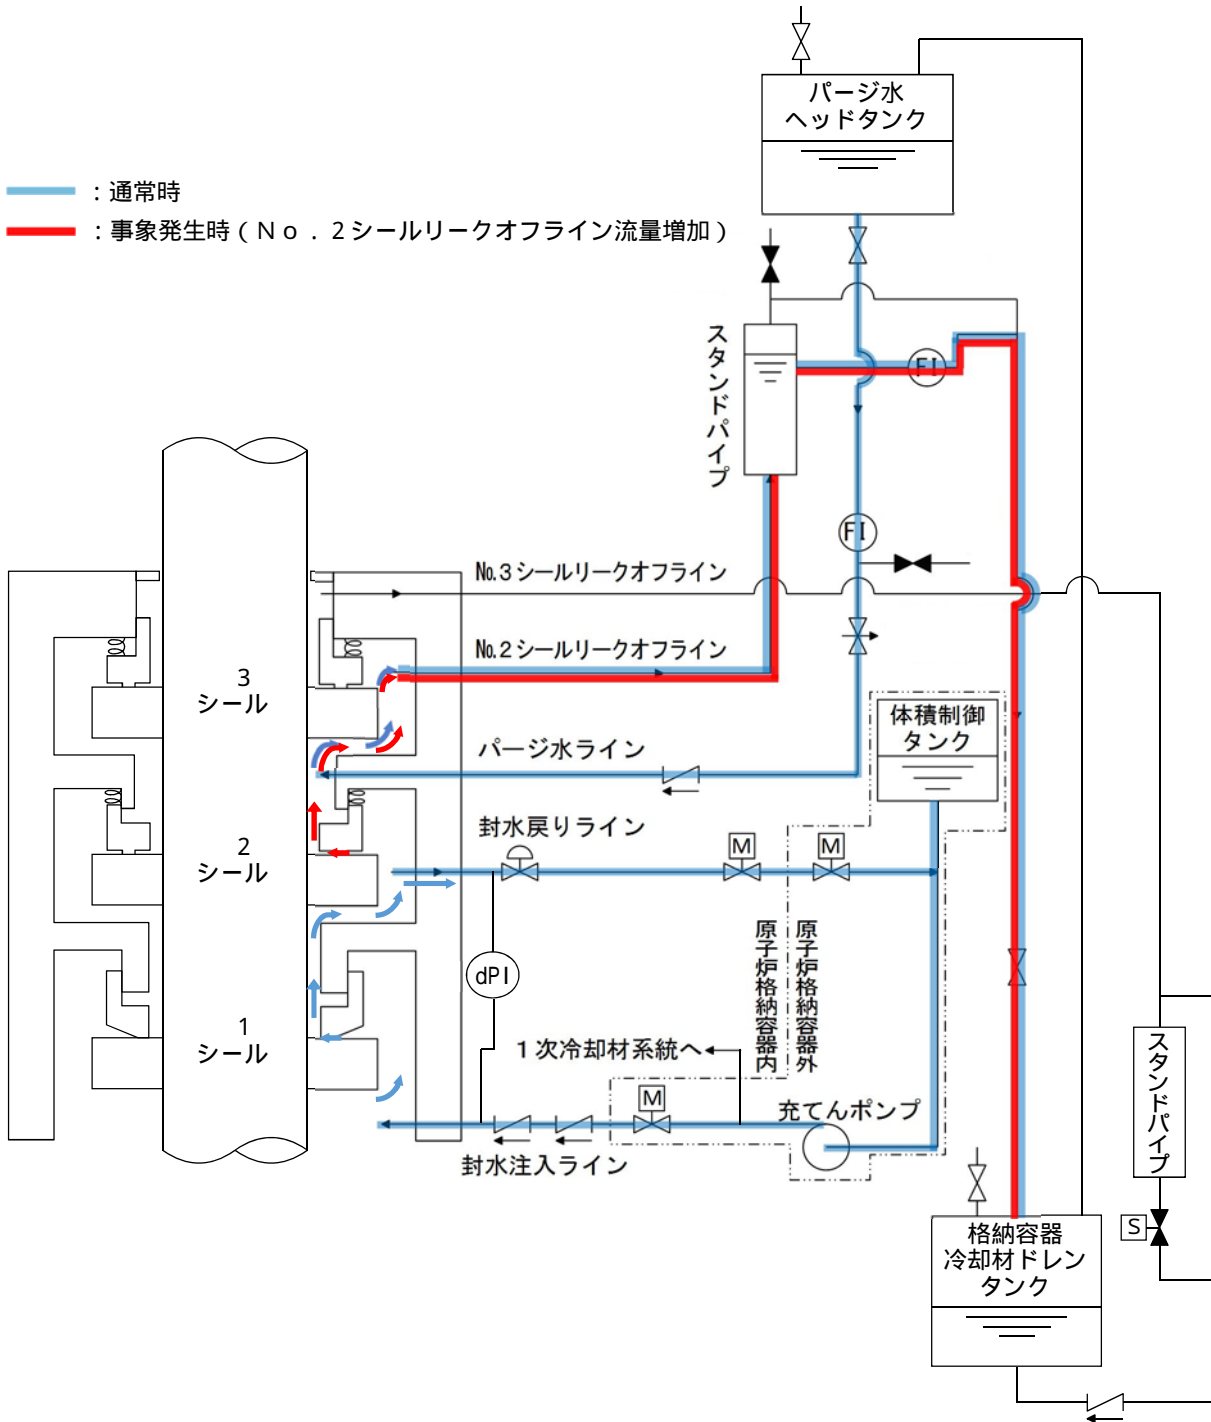 パージ水
ヘッドタンク
：通常時
：事象発生時（Ｎｏ．２シールリークオフライン流量増加）
スタンドパイプ
FI
FI
№3シールリークオフライン
№2シールリークオフライン
3
シール
体積制御
タンク
パージ水ライン
封水戻りライン
M
M
2
シール
原子炉格納容器内
原子炉格納容器外
dPI
1
シール
１次冷却材系統へ
スタンドパイプ
M
充てんポンプ
封水注入ライン
S
格納容器
冷却材ドレン
タンク